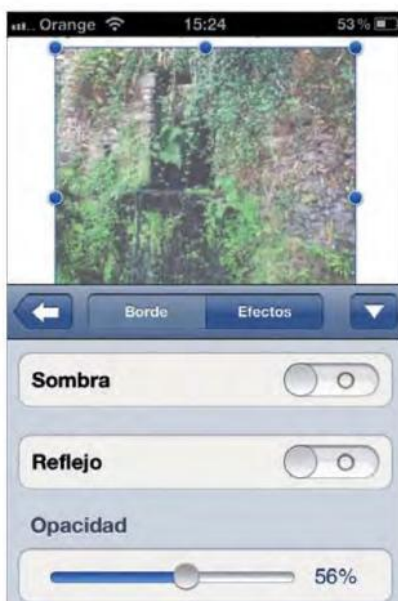 Orange 15:24 53 %
Borde Efectos
Sombra
Reflejo
Opacidad
56%